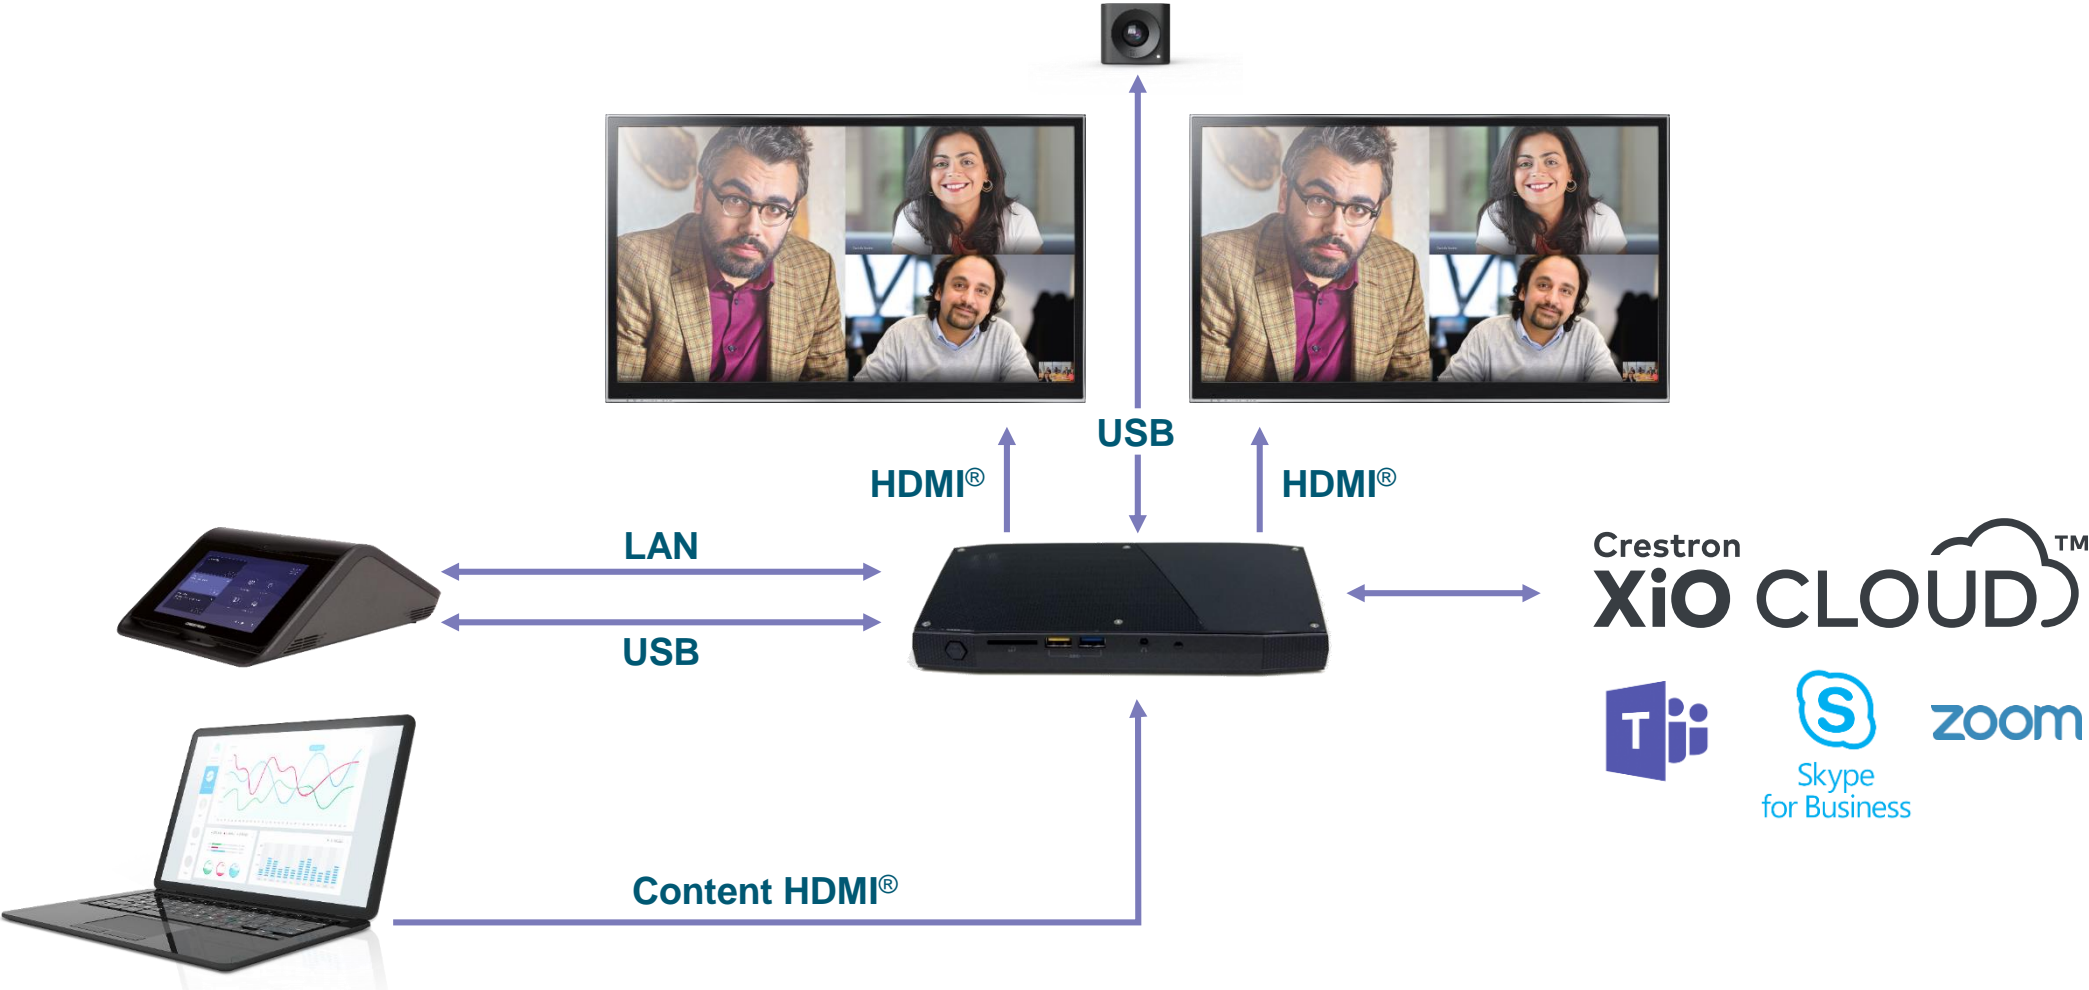 USB
HDMI®
HDMI®
LAN
Crestron
XiO CLOUD™
USB
T
S
zoom
Skype
for Business
Content HDMI®